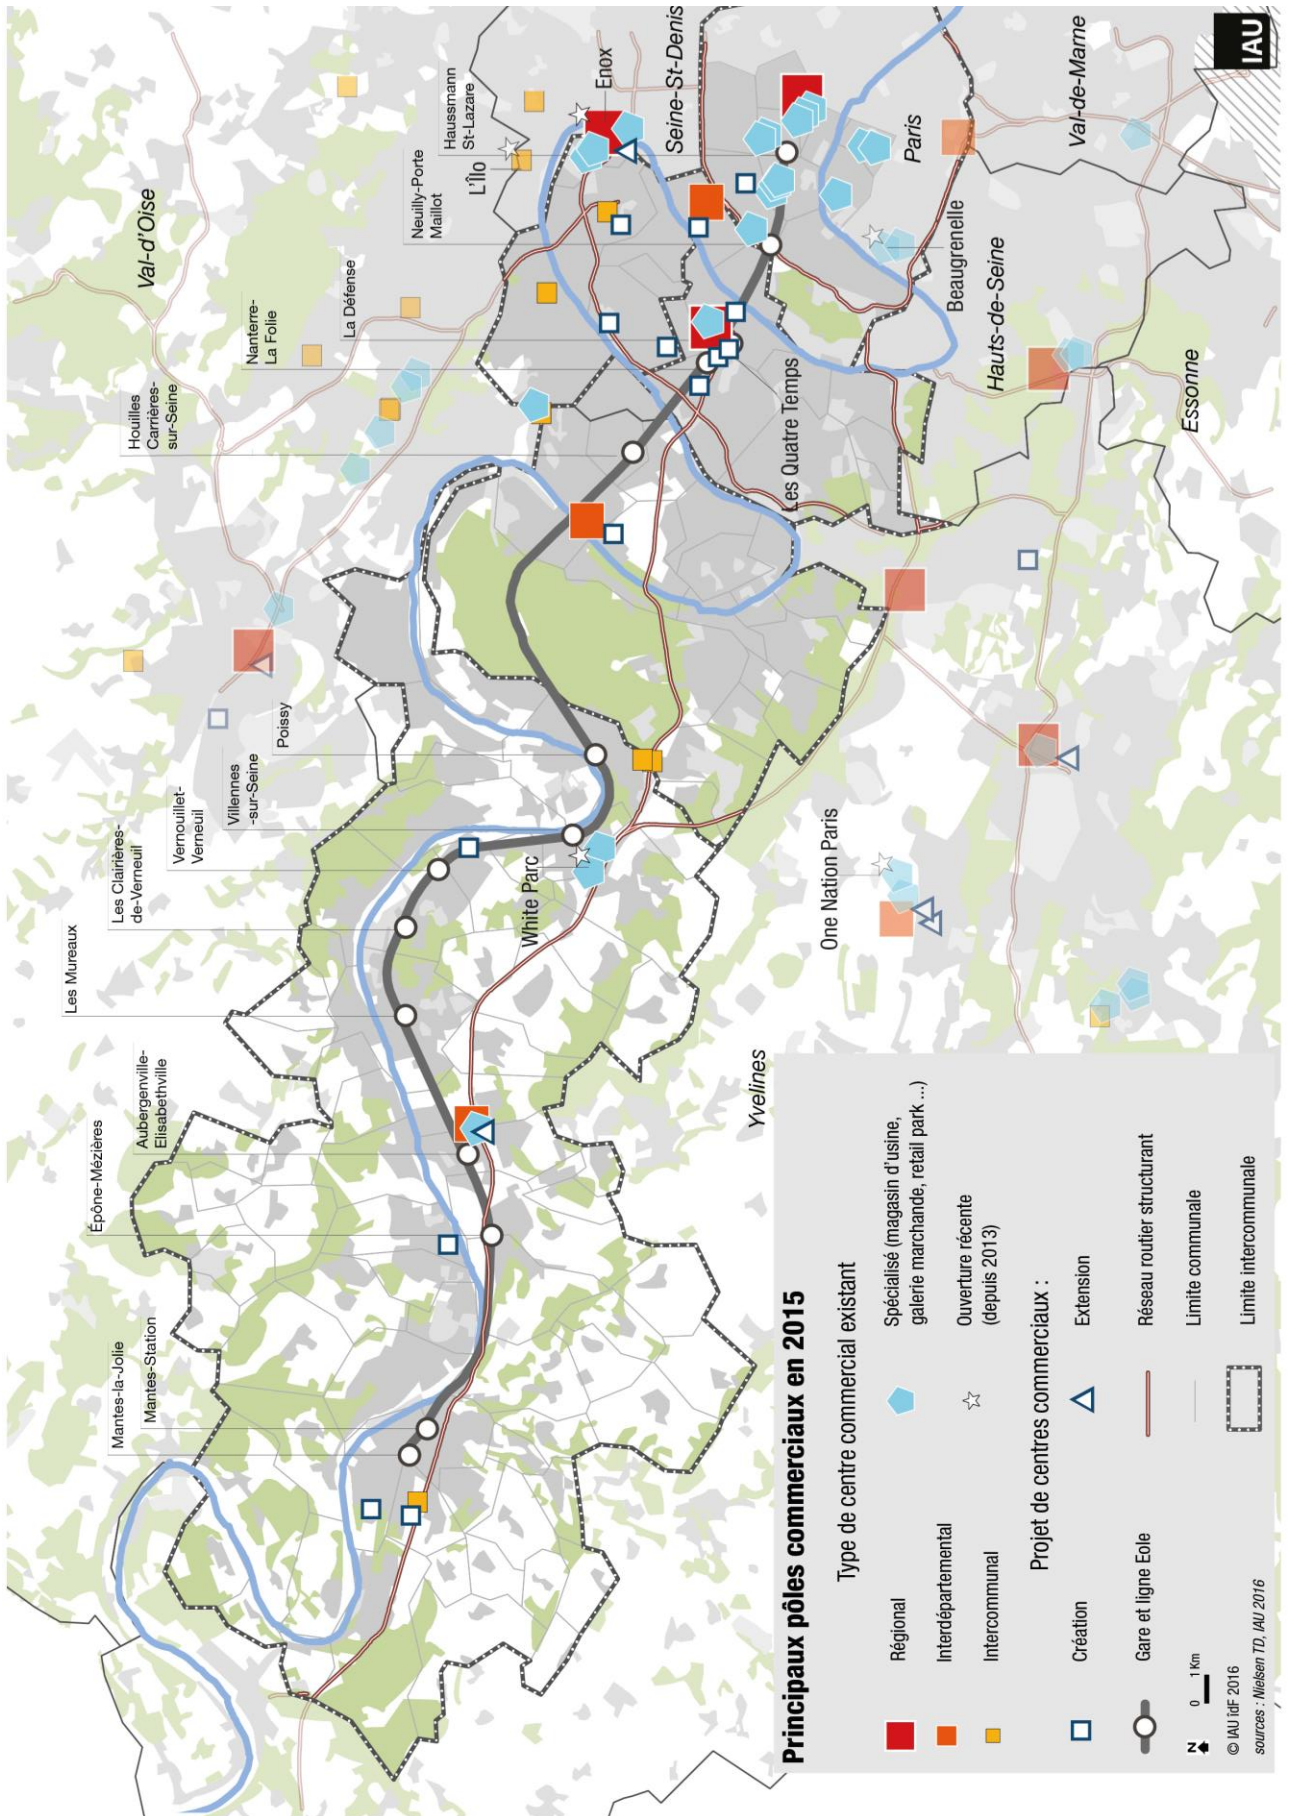 Mantes-la-Jolie
Mantes-Station
Épône-Mézières
Aubergenville-
Elisabethville
Les Mureaux
Les Clairières-
de-Verneuil
Vernouillet-
Verneuil
Villennes
-sur-Seine
Poissy
Houilles
Carrières-
sur-Seine
Nanterre-
La Folie
La Défense
Neuilly-Porte
Maillot
Haussmann
St-Lazare
Val-d'Oise
L'Îlo
Enox
Seine-St-Denis
White Parc
Les Quatre Temps
Paris
Beaugrenelle
Hauts-de-Seine
Val-de-Marne
One Nation Paris
Yvelines
Essonne
IAU
Principaux pôles commerciaux en 2015
Type de centre commercial existant
Régional
Interdépartemental
Intercommunal
Spécialisé (magasin d'usine,
galerie marchande, retail park ...)
Ouverture récente
(depuis 2013)
Projet de centres commerciaux :
Création
Extension
Gare et ligne Eole
Réseau routier structurant
Limite communale
Limite intercommunale
N
0 1 Km
© IAU îdF 2016
sources : Nielsen TD, IAU 2016